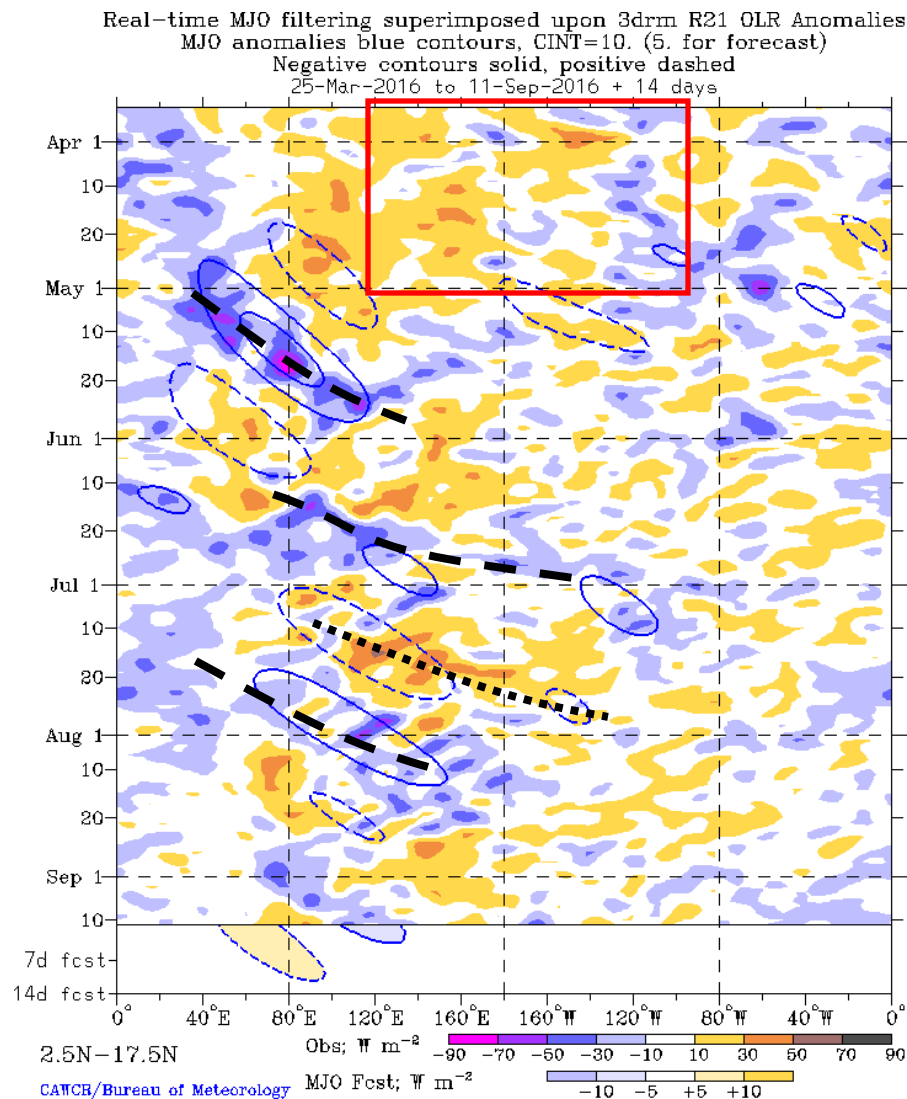 Real-time MJO filtering superimposed upon 3drm R21 OLR Anomalies
MJO anomalies blue contours, CINT=10. (5. for forecast)
Negative contours solid, positive dashed
25-Mar-2016 to 11-Sep-2016 + 14 days
Apr 1
10
20
May 1
10
20
Jun 1
10
20
Jul 1
10
20
Aug 1
10
20
Sep 1
10
7d fcst
14d fcst
0° 40°E 80°E 120°E 160°E 160°W 120°W 80°W 40°W 0°
2.5N-17.5N
Obs; W m⁻²
-90 -70 -50 -30 -10 10 30 50 70 90
CAWCR/Bureau of Meteorology
MJO Fcst; W m⁻²
-10 -5 +5 +10